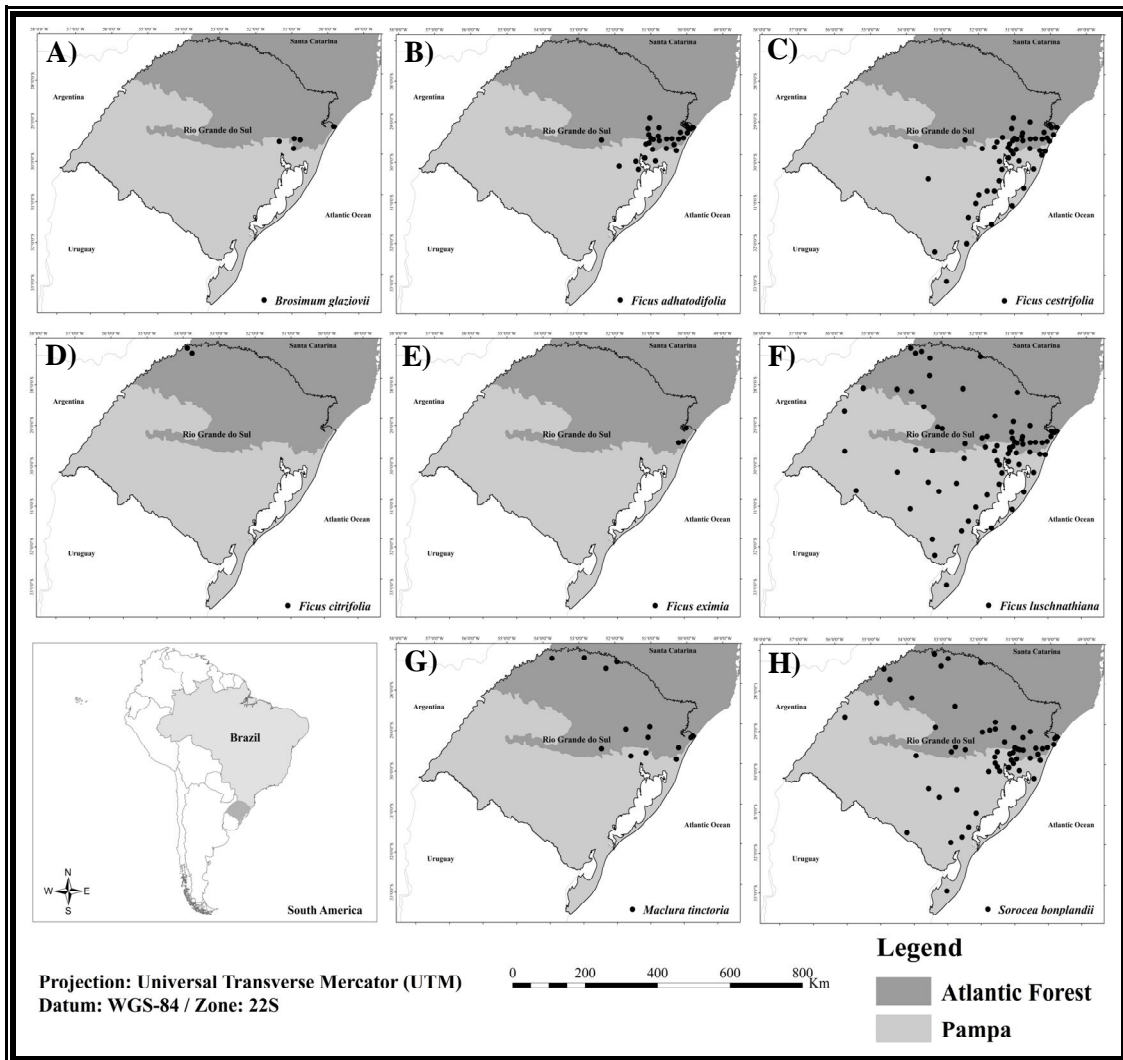 A)
Santa Catarina
Argentina
Rio Grande do Sul
Atlantic Ocean
Uruguay
Brosimum glaziovii
B)
Santa Catarina
Argentina
Rio Grande do Sul
Atlantic Ocean
Uruguay
Ficus adhatodifolia
C)
Santa Catarina
Argentina
Rio Grande do Sul
Atlantic Ocean
Uruguay
Ficus cestrifolia
D)
Santa Catarina
Argentina
Rio Grande do Sul
Atlantic Ocean
Uruguay
Ficus citrifolia
E)
Santa Catarina
Argentina
Rio Grande do Sul
Atlantic Ocean
Uruguay
Ficus eximia
F)
Santa Catarina
Argentina
Rio Grande do Sul
Atlantic Ocean
Uruguay
Ficus luschnathiana
Brazil
N
W E
S
South America
G)
Santa Catarina
Argentina
Rio Grande do Sul
Atlantic Ocean
Uruguay
Maclura tinctoria
H)
Santa Catarina
Argentina
Rio Grande do Sul
Atlantic Ocean
Uruguay
Sorocea bonplandii
Projection: Universal Transverse Mercator (UTM)
Datum: WGS-84 / Zone: 22S
0 200 400 600 800
Km
Legend
Atlantic Forest
Pampa